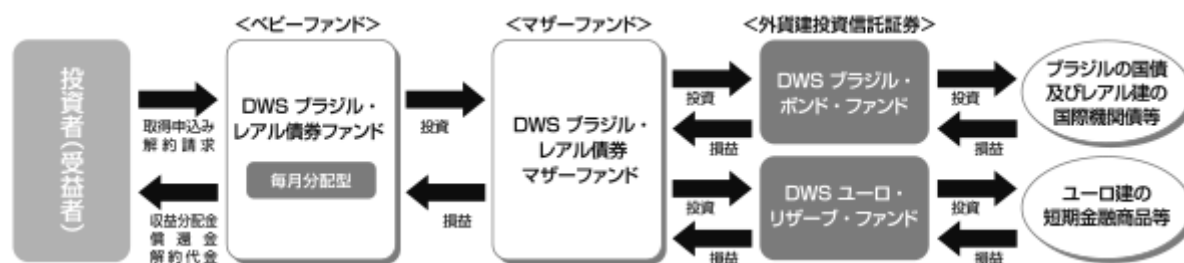 <ベビーファンド>
<マザーファンド>
<外貨建投資信託証券>
投資者(受益者)
取得申込み
解約請求
収益分配金
償還金
解約代金
DWS ブラジル・
レアル債券ファンド
毎月分配型
投資
損益
DWS ブラジル・
レアル債券
マザーファンド
投資
損益
投資
損益
DWS ブラジル・
ボンド・ファンド
DWS ユーロ・
リザーブ・ファンド
投資
損益
投資
損益
ブラジルの国債
及びレアル建の
国際機関債等
ユーロ建の
短期金融商品等